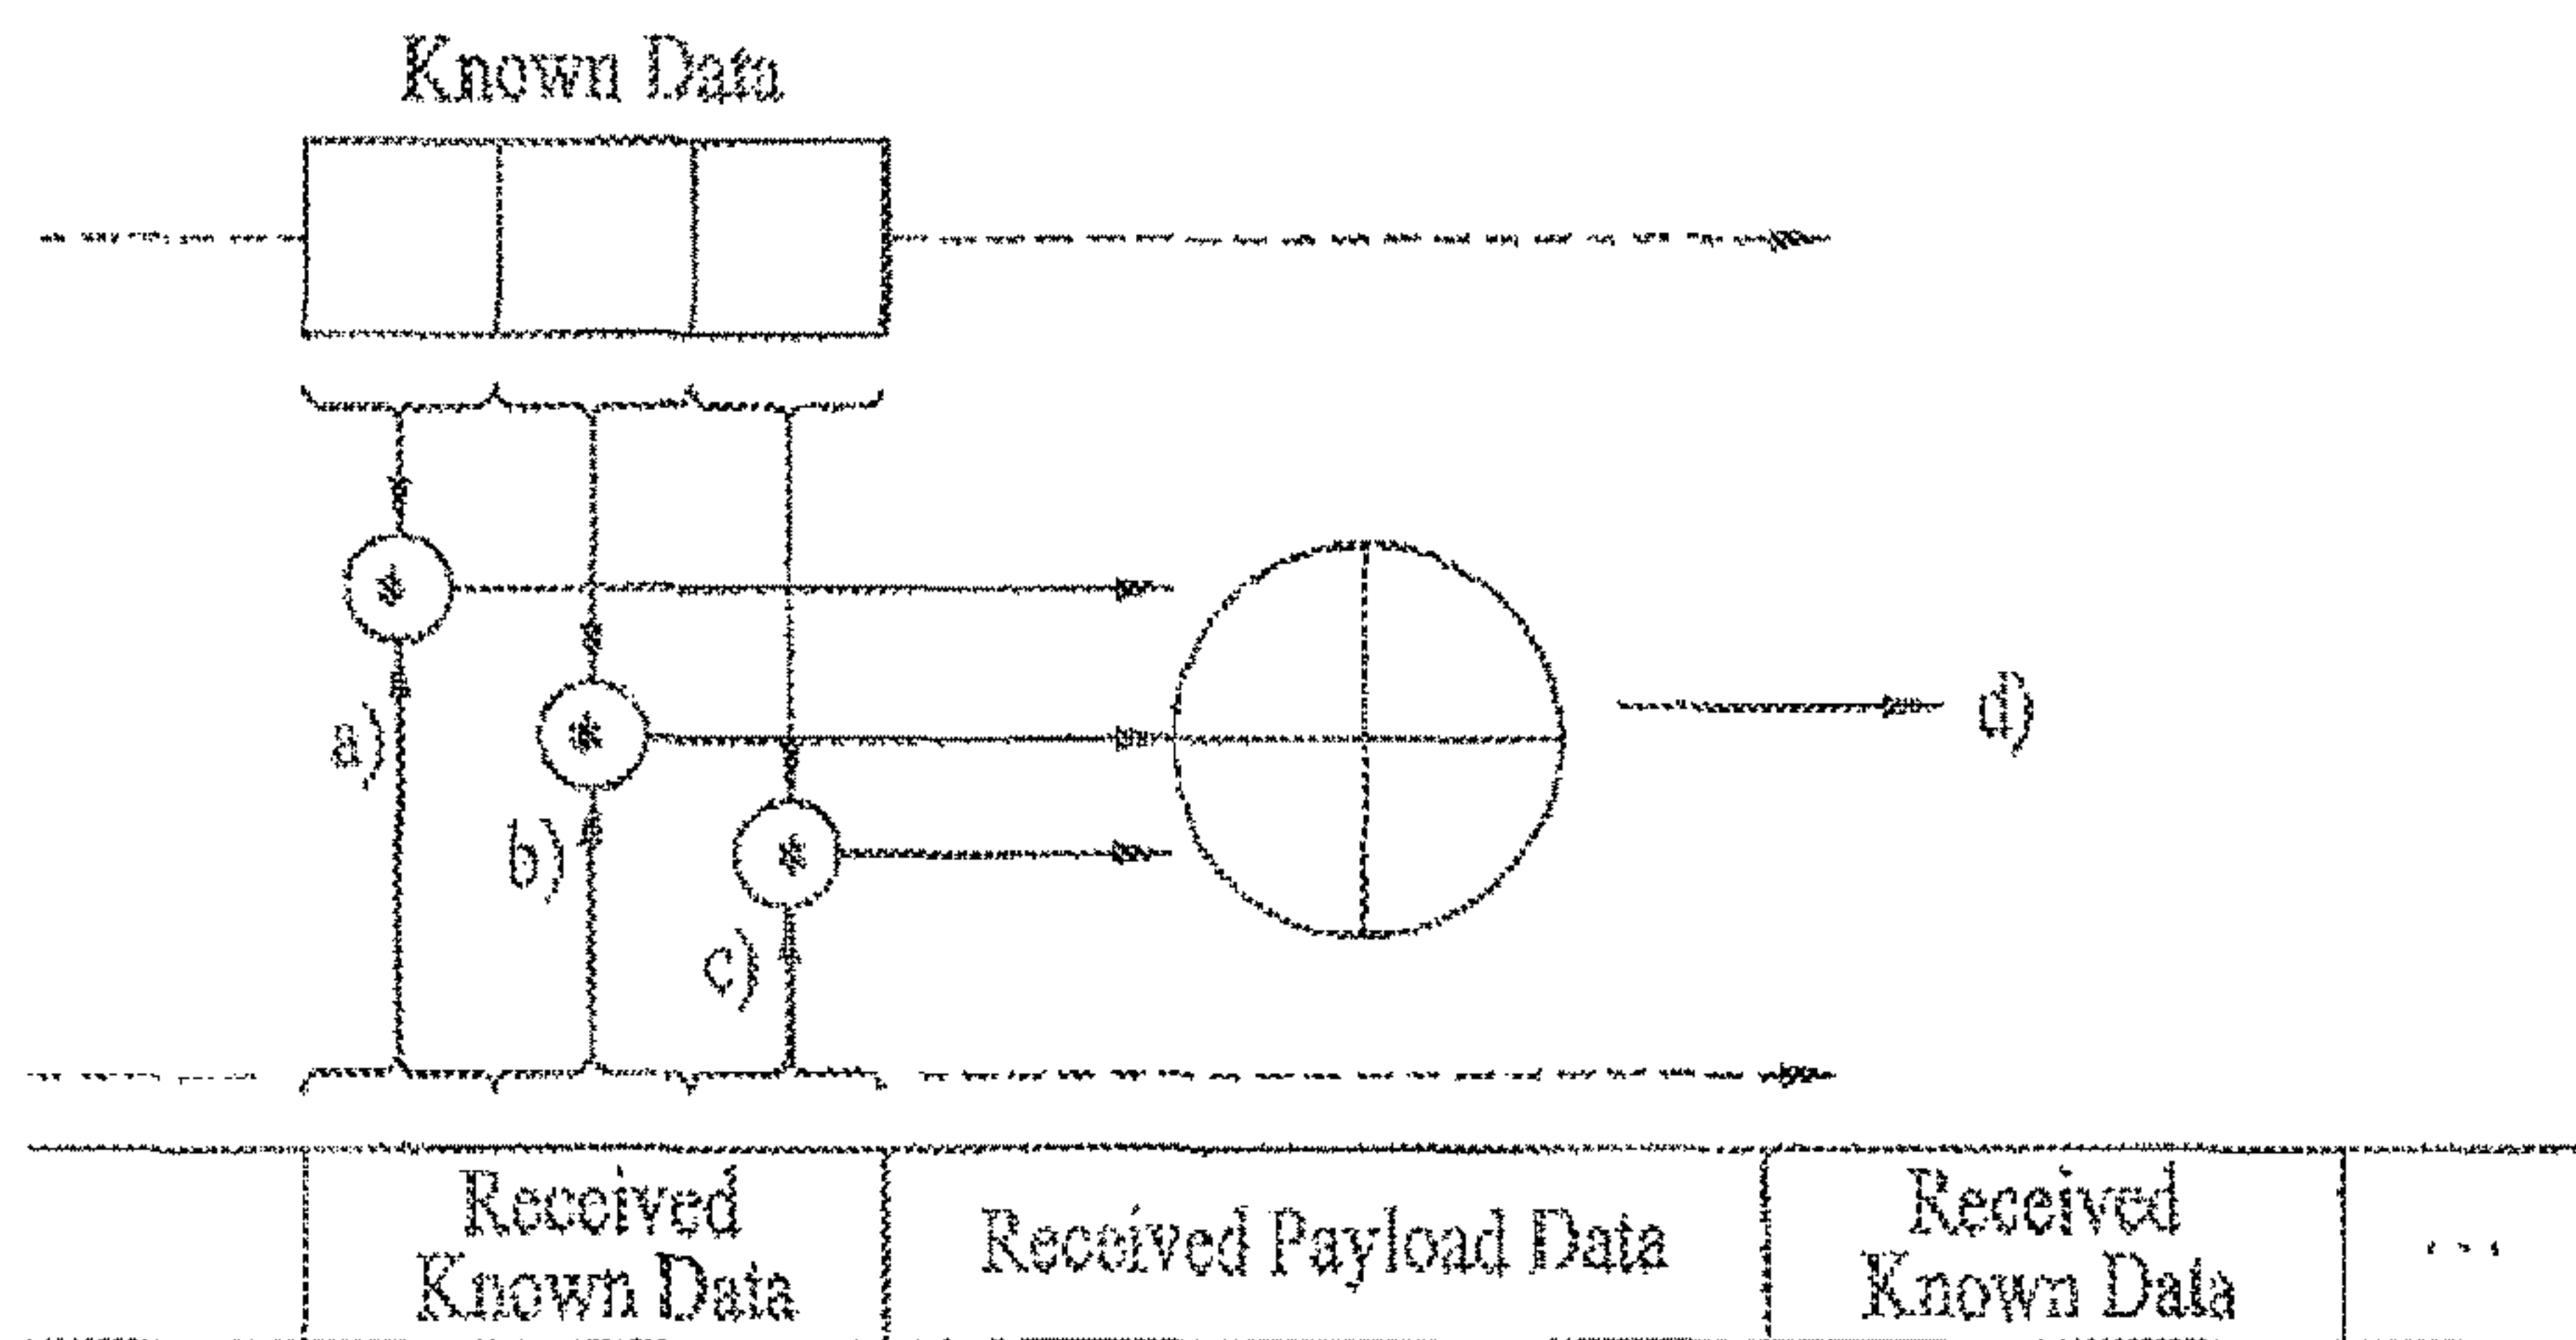 Known Data
*
a)
*
b)
*
c)
d)
Received
Known Data
Received Payload Data
Received
Known Data
...